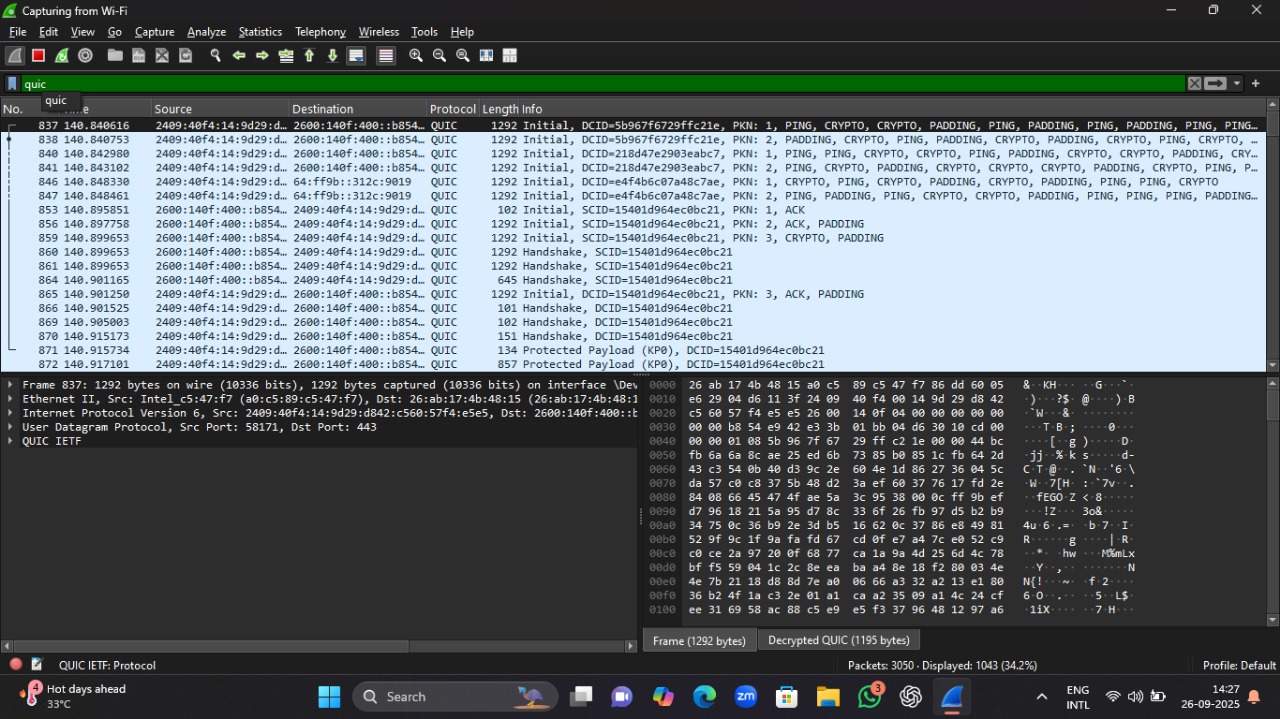 Capturing from Wi-Fi
File Edit View Go Capture Analyze Statistics Telephony Wireless Tools Help
quic
quic
No. Time Source Destination Protocol Length Info
837 140.840616 2409:40f4:14:9d29:d… 2600:140f:400::b854… QUIC 1292 Initial, DCID=5b967f6729ffc21e, PKN: 1, PING, CRYPTO, CRYPTO, PADDING, PING, PADDING, PING, PADDING, PING, PING…
838 140.840753 2409:40f4:14:9d29:d… 2600:140f:400::b854… QUIC 1292 Initial, DCID=5b967f6729ffc21e, PKN: 2, PADDING, CRYPTO, PING, PADDING, CRYPTO, PADDING, PING, CRYPTO, PING, …
840 140.842980 2409:40f4:14:9d29:d… 2600:140f:400::b854… QUIC 1292 Initial, DCID=218d47e2903eabc7, PKN: 1, PING, PING, CRYPTO, CRYPTO, PING, PADDING, CRYPTO, PADDING, CRY…
841 140.843102 2409:40f4:14:9d29:d… 2600:140f:400::b854… QUIC 1292 Initial, DCID=218d47e2903eabc7, PKN: 2, PING, CRYPTO, PADDING, CRYPTO, PADDING, CRYPTO, PADDING, CRYPTO, PING, P…
846 140.848330 2409:40f4:14:9d29:d… 64:ff9b::312c:9019 QUIC 1292 Initial, DCID=e4f4b6c07a48c7ae, PKN: 1, CRYPTO, PING, CRYPTO, PADDING, CRYPTO, PADDING, PING, PING, CRYPTO
847 140.848461 2409:40f4:14:9d29:d… 64:ff9b::312c:9019 QUIC 1292 Initial, DCID=e4f4b6c07a48c7ae, PKN: 2, PADDING, PING, PING, CRYPTO, CRYPTO, PADDING, PING, PING, PING, PADDING…
853 140.895851 2600:140f:400::b854… 2409:40f4:14:9d29:d… QUIC 102 Initial, SCID=15401d964ec0bc21, PKN: 1, ACK
856 140.897758 2600:140f:400::b854… 2409:40f4:14:9d29:d… QUIC 1292 Initial, SCID=15401d964ec0bc21, PKN: 2, ACK, PADDING
859 140.899653 2600:140f:400::b854… 2409:40f4:14:9d29:d… QUIC 1292 Initial, SCID=15401d964ec0bc21, PKN: 3, CRYPTO, PADDING
860 140.899653 2600:140f:400::b854… 2409:40f4:14:9d29:d… QUIC 1292 Handshake, SCID=15401d964ec0bc21
861 140.899653 2600:140f:400::b854… 2409:40f4:14:9d29:d… QUIC 1292 Handshake, SCID=15401d964ec0bc21
864 140.901165 2600:140f:400::b854… 2409:40f4:14:9d29:d… QUIC 645 Handshake, SCID=15401d964ec0bc21
865 140.901250 2409:40f4:14:9d29:d… 2600:140f:400::b854… QUIC 1292 Initial, DCID=15401d964ec0bc21, PKN: 3, ACK, PADDING
866 140.901525 2409:40f4:14:9d29:d… 2600:140f:400::b854… QUIC 101 Handshake, DCID=15401d964ec0bc21
869 140.905003 2409:40f4:14:9d29:d… 2600:140f:400::b854… QUIC 102 Handshake, DCID=15401d964ec0bc21
870 140.915173 2409:40f4:14:9d29:d… 2600:140f:400::b854… QUIC 151 Handshake, DCID=15401d964ec0bc21
871 140.915734 2409:40f4:14:9d29:d… 2600:140f:400::b854… QUIC 134 Protected Payload (KP0), DCID=15401d964ec0bc21
872 140.917101 2409:40f4:14:9d29:d… 2600:140f:400::b854… QUIC 857 Protected Payload (KP0), DCID=15401d964ec0bc21
Frame 837: 1292 bytes on wire (10336 bits), 1292 bytes captured (10336 bits) on interface \Dev
Ethernet II, Src: Intel_c5:47:f7 (a0:c5:89:c5:47:f7), Dst: 26:ab:17:4b:48:15 (26:ab:17:4b:48:1
Internet Protocol Version 6, Src: 2409:40f4:14:9d29:d842:c560:57f4:e5e5, Dst: 2600:140f:400::b
User Datagram Protocol, Src Port: 58171, Dst Port: 443
QUIC IETF
0000 26 ab 17 4b 48 15 a0 c5 89 c5 47 f7 86 dd 60 05 &··KH·····G···`·
0010 e6 29 04 d6 11 3f 24 09 40 f4 00 14 9d 29 d8 42 ·)···?$·@····)·B
0020 c5 60 57 f4 e5 e5 26 00 14 0f 04 00 00 00 00 00 ·`W···&·········
0030 00 00 b8 54 e9 42 e3 3b 01 bb 04 d6 30 10 cd 00 ···T·B·;····0···
0040 00 00 01 08 5b 96 7f 67 29 ff c2 1e 00 00 44 bc ····[··g)·····D·
0050 fb 6a 6a 8c ae 25 ed 6b 73 85 b0 85 1c fb 64 2d ·jj··%·ks·····d-
0060 43 c3 54 0b 40 d3 9c 2e 60 4e 1d 86 27 36 04 5c C·T·@··.`N··'6·\
0070 da 57 c0 c8 37 5b 48 d2 3a ef 60 37 76 17 fd 2e ·W··7[H·:·`7v··.
0080 84 08 66 45 47 4f ae 5a 3c 95 38 00 0c ff 9b ef ··fEGO·Z<·8·····
0090 d7 96 18 21 5a 95 d7 8c 33 6f 26 fb 97 d5 b2 b9 ···!Z···3o&·····
00a0 34 75 0c 36 b9 2e 3d b5 16 62 0c 37 86 e8 49 81 4u·6·.=··b·7··I·
00b0 52 9f 9c 1f 9a fa fd 67 cd 0f e7 a4 7c e0 52 c9 R······g····|·R·
00c0 c0 ce 2a 97 20 0f 68 77 ca 1a 9a 4d 25 6d 4c 78 ··*· ·hw···M%mLx
00d0 bf f5 59 04 1c 2c 8e ea ba a4 8e 18 f2 80 03 4e ··Y··,·········N
00e0 4e 7b 21 18 d8 8d 7e a0 06 66 a3 32 a2 13 e1 80 N{!···~··f·2····
00f0 36 b2 4f 1a c3 2e 01 a1 ca a2 35 09 a1 4c 24 cf 6·O··.····5··L$·
0100 ee 31 69 58 ac 88 c5 e9 e5 f3 37 96 48 12 97 a6 ·1iX······7·H···
Frame (1292 bytes) Decrypted QUIC (1195 bytes)
QUIC IETF: Protocol
Packets: 3050 · Displayed: 1043 (34.2%)
Profile: Default
4
Hot days ahead
33°C
Search
zm
3
ENG
INTL
14:27
26-09-2025